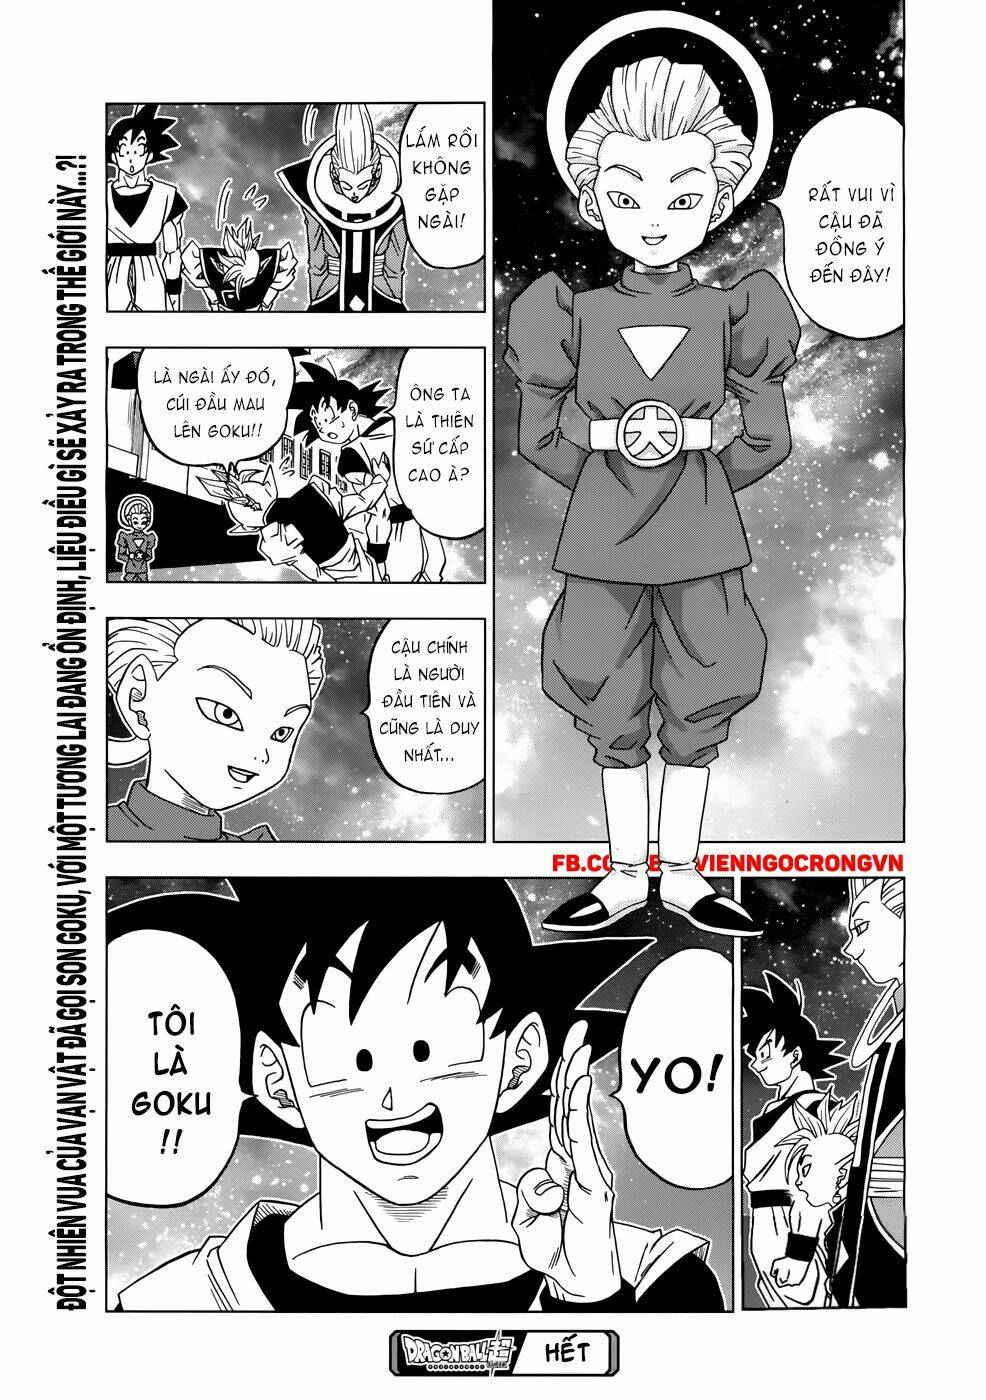 RẤT VUI VÌ
CẬU ĐÃ
ĐỒNG Ý
ĐẾN ĐÂY!
LẮM RỒI
KHÔNG
GẶP
NGÀI!
ÔNG TA
LÀ THIÊN
SỨ CẤP
CAO À?
LÀ NGÀI ẤY ĐÓ,
CÚI ĐẦU MAU
LÊN GOKU!!
CẬU CHÍNH
LÀ NGƯỜI
ĐẦU TIÊN VÀ
CŨNG LÀ DUY
NHẤT...
VIENNGOCRONGVN
YO!
TÔI
LÀ
GOKU
!!
ĐỘT NHIÊN VUA CỦA VẠN VẬT ĐÃ GỌI SON GOKU, VỚI MỘT TƯƠNG LAI ĐANG ỔN ĐỊNH, LIỆU ĐIỀU GÌ SẼ XẢY RA TRONG THẾ GIỚI NÀY...?!
DRAGON BALL 超
HẾT